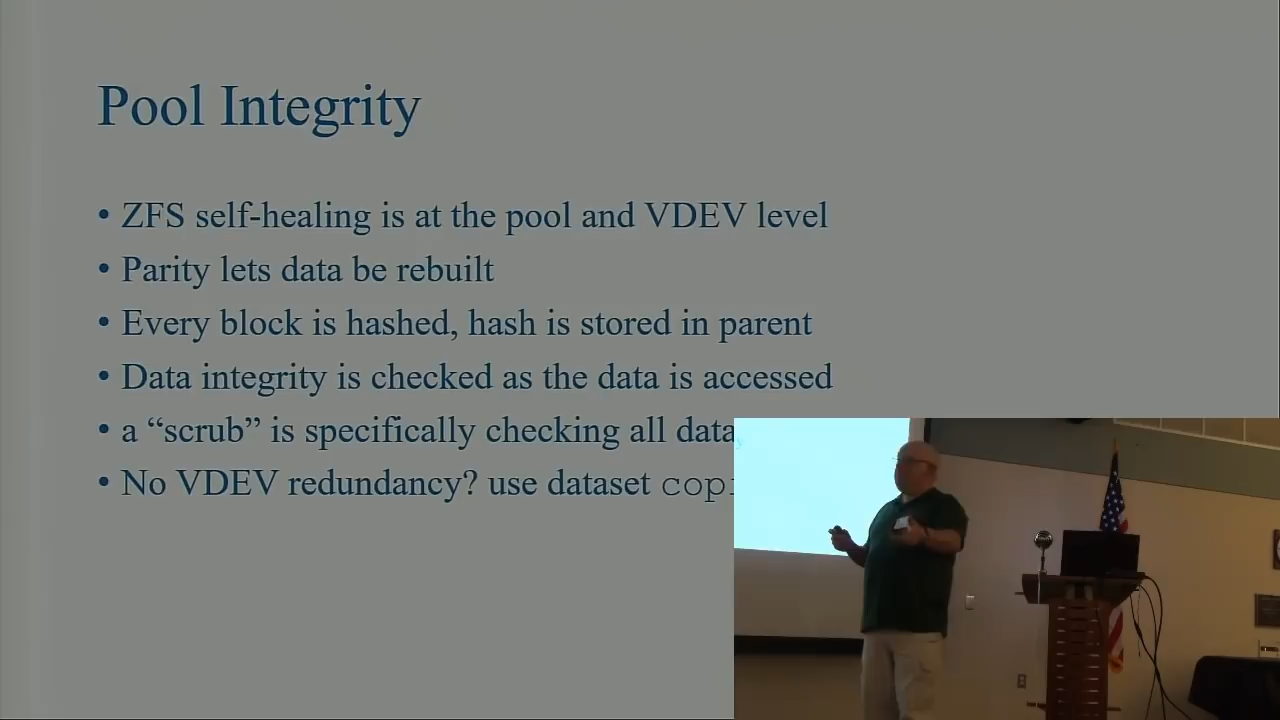 Pool Integrity
• ZFS self-healing is at the pool and VDEV level
• Parity lets data be rebuilt
• Every block is hashed, hash is stored in parent
• Data integrity is checked as the data is accessed
• a “scrub” is specifically checking all data
• No VDEV redundancy? use dataset